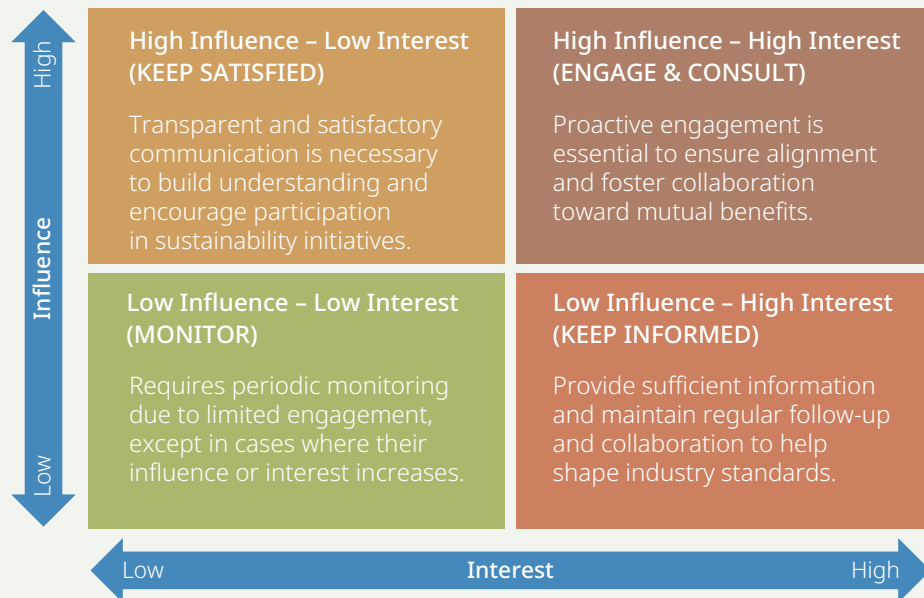 High
Influence
Low
High Influence – Low Interest
(KEEP SATISFIED)
Transparent and satisfactory
communication is necessary
to build understanding and
encourage participation
in sustainability initiatives.
High Influence – High Interest
(ENGAGE & CONSULT)
Proactive engagement is
essential to ensure alignment
and foster collaboration
toward mutual benefits.
Low Influence – Low Interest
(MONITOR)
Requires periodic monitoring
due to limited engagement,
except in cases where their
influence or interest increases.
Low Influence – High Interest
(KEEP INFORMED)
Provide sufficient information
and maintain regular follow-up
and collaboration to help
shape industry standards.
Low
Interest
High